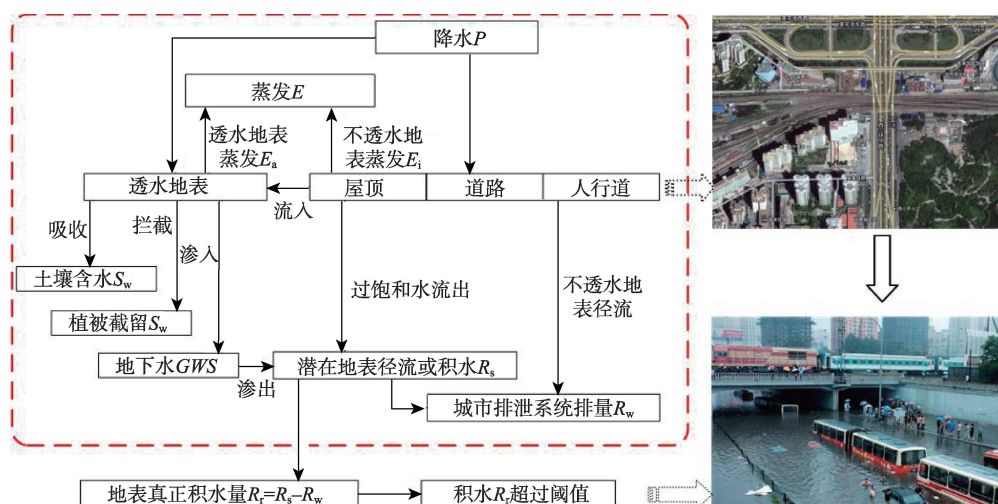 降水P
蒸发E
透水地表
蒸发Ea
不透水地
表蒸发Ei
透水地表
流入
屋顶
道路
人行道
吸收
拦截
渗入
土壤含水Sw
植被截留Sw
过饱和水流出
不透水地
表径流
地下水GWS
渗出
潜在地表径流或积水Rs
城市排泄系统排量Rw
地表真正积水量Rr=Rs–Rw
积水Rr超过阈值